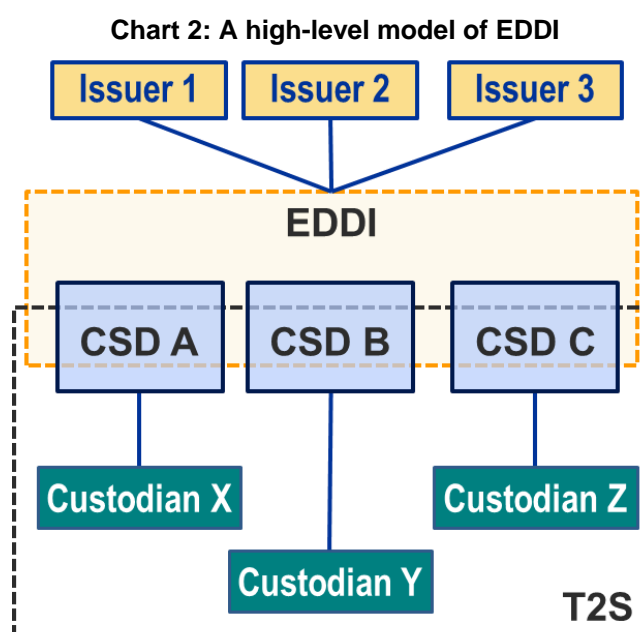 Chart 2: A high-level model of EDDI
Issuer 1
Issuer 2
Issuer 3
EDDI
CSD A
CSD B
CSD C
Custodian X
Custodian Z
Custodian Y
T2S